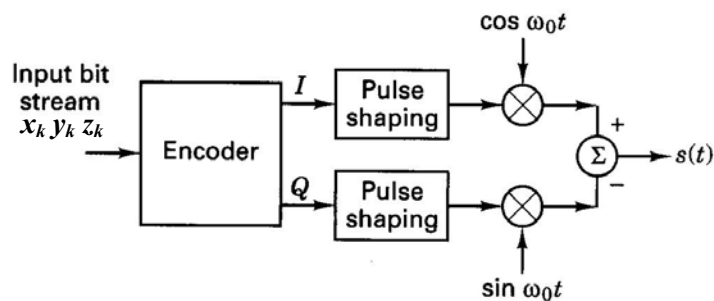 cos ω₀t
Input bit
stream
xₖ yₖ zₖ
Encoder
I
Pulse
shaping
+
Σ
s(t)
−
Q
Pulse
shaping
sin ω₀t